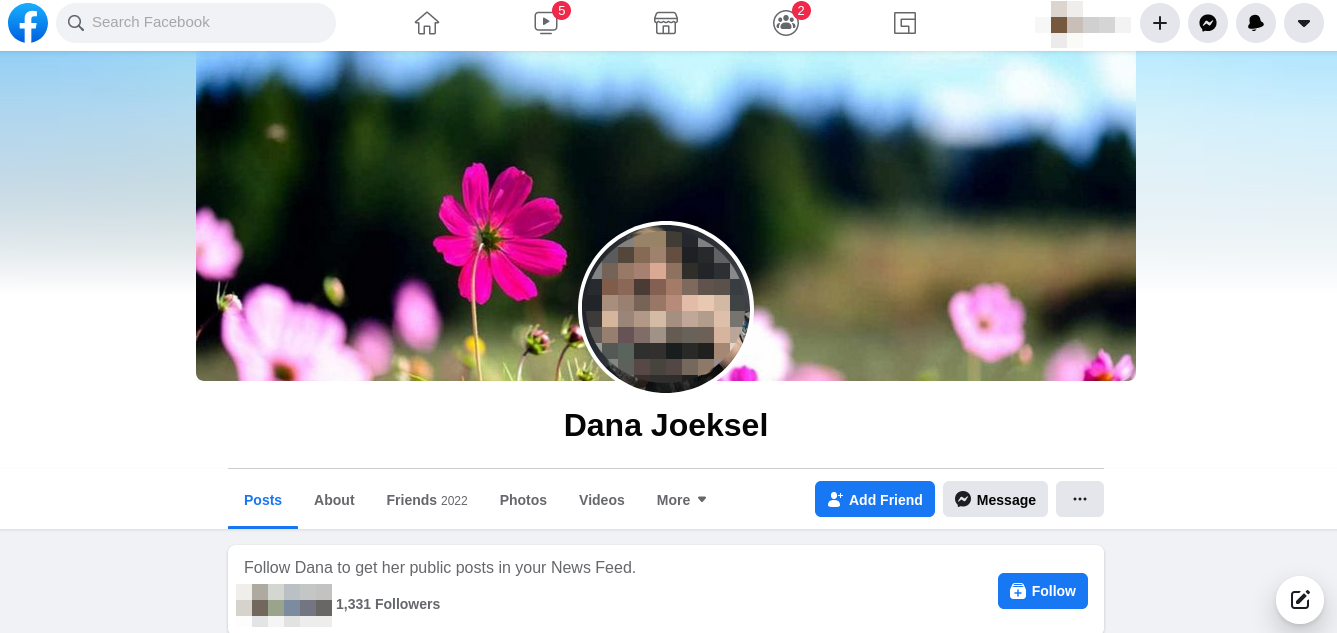 Search Facebook
5
2
Dana Joeksel
Posts
About
Friends 2022
Photos
Videos
More
Add Friend
Message
Follow Dana to get her public posts in your News Feed.
1,331 Followers
Follow